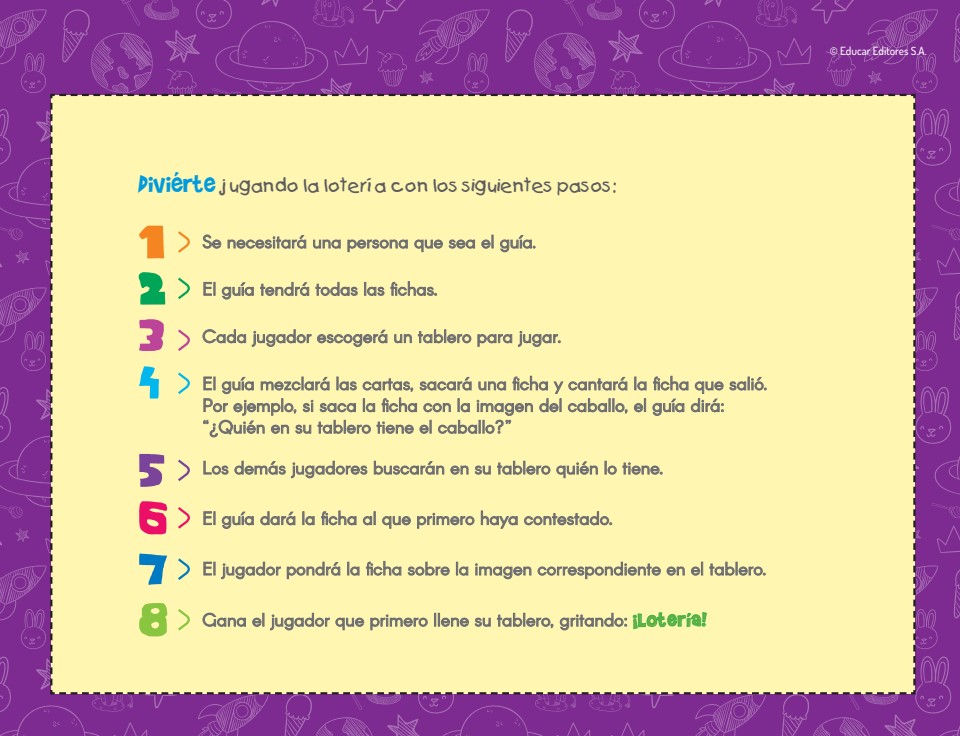 © Educar Editores S.A.
Diviérte jugando la lotería con los siguientes pasos:
1 > Se necesitará una persona que sea el guía.
2 > El guía tendrá todas las fichas.
3 > Cada jugador escogerá un tablero para jugar.
4 > El guía mezclará las cartas, sacará una ficha y cantará la ficha que salió.
Por ejemplo, si saca la ficha con la imagen del caballo, el guía dirá:
“¿Quién en su tablero tiene el caballo?”
5 > Los demás jugadores buscarán en su tablero quién lo tiene.
6 > El guía dará la ficha al que primero haya contestado.
7 > El jugador pondrá la ficha sobre la imagen correspondiente en el tablero.
8 > Gana el jugador que primero llene su tablero, gritando: ¡Lotería!